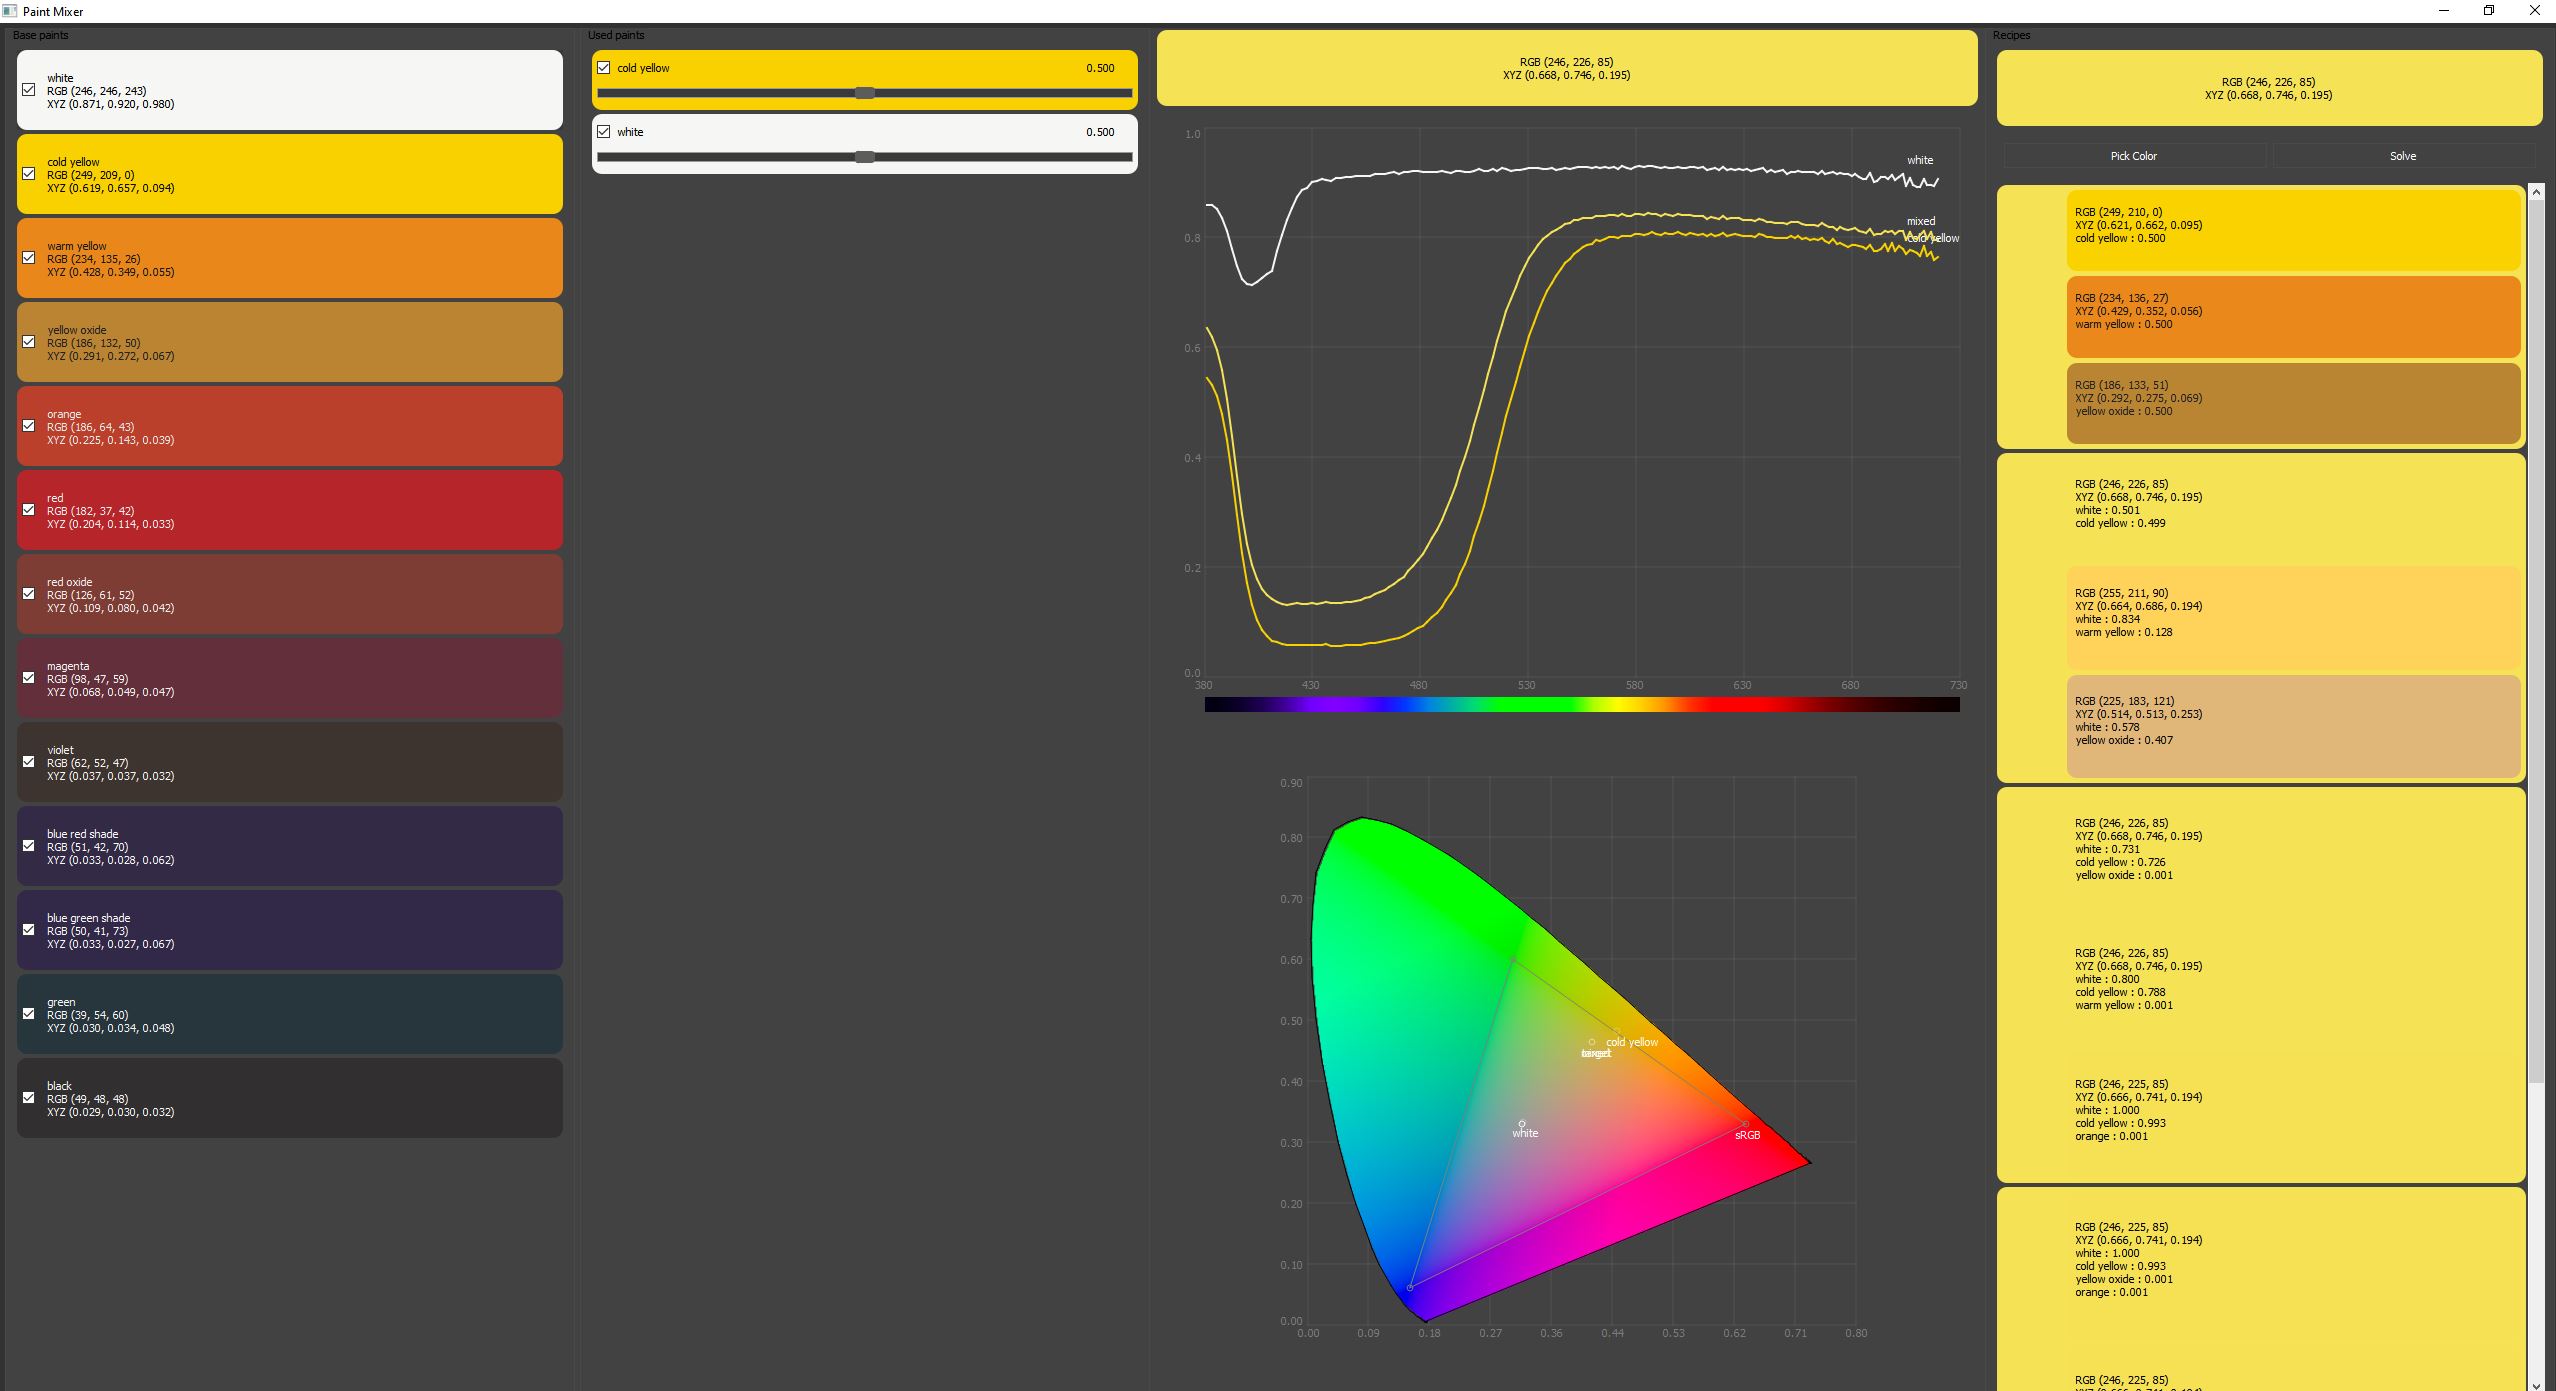 Paint Mixer
Base paints
white
RGB (246, 246, 243)
XYZ (0.871, 0.920, 0.980)
cold yellow
RGB (249, 209, 0)
XYZ (0.619, 0.657, 0.094)
warm yellow
RGB (234, 135, 26)
XYZ (0.428, 0.349, 0.055)
yellow oxide
RGB (186, 132, 50)
XYZ (0.291, 0.272, 0.067)
orange
RGB (186, 64, 43)
XYZ (0.225, 0.143, 0.039)
red
RGB (182, 37, 42)
XYZ (0.204, 0.114, 0.033)
red oxide
RGB (126, 61, 52)
XYZ (0.109, 0.080, 0.042)
magenta
RGB (98, 47, 59)
XYZ (0.068, 0.049, 0.047)
violet
RGB (62, 52, 47)
XYZ (0.037, 0.037, 0.032)
blue red shade
RGB (51, 42, 70)
XYZ (0.033, 0.028, 0.062)
blue green shade
RGB (50, 41, 73)
XYZ (0.033, 0.027, 0.067)
green
RGB (39, 54, 60)
XYZ (0.030, 0.034, 0.048)
black
RGB (49, 48, 48)
XYZ (0.029, 0.030, 0.032)
Used paints
cold yellow 0.500
white 0.500
RGB (246, 226, 85)
XYZ (0.668, 0.746, 0.195)
1.0
white
mixed
0.8
cold yellow
0.6
0.4
0.2
0.0
380 430 480 530 580 630 680 730
0.90
0.80
0.70
0.60
0.50
cold yellow
target
0.40
0.30
white
sRGB
0.20
0.10
0.00
0.00 0.09 0.18 0.27 0.36 0.44 0.53 0.62 0.71 0.80
Recipes
RGB (246, 226, 85)
XYZ (0.668, 0.746, 0.195)
Pick Color Solve
RGB (249, 210, 0)
XYZ (0.621, 0.662, 0.095)
cold yellow : 0.500
RGB (234, 136, 27)
XYZ (0.429, 0.352, 0.056)
warm yellow : 0.500
RGB (186, 133, 51)
XYZ (0.292, 0.275, 0.069)
yellow oxide : 0.500
RGB (246, 226, 85)
XYZ (0.668, 0.746, 0.195)
white : 0.501
cold yellow : 0.499
RGB (255, 211, 90)
XYZ (0.664, 0.686, 0.194)
white : 0.834
warm yellow : 0.128
RGB (225, 183, 121)
XYZ (0.514, 0.513, 0.253)
white : 0.578
yellow oxide : 0.407
RGB (246, 226, 85)
XYZ (0.668, 0.746, 0.195)
white : 0.731
cold yellow : 0.726
yellow oxide : 0.001
RGB (246, 226, 85)
XYZ (0.668, 0.746, 0.195)
white : 0.800
cold yellow : 0.788
warm yellow : 0.001
RGB (246, 225, 85)
XYZ (0.666, 0.741, 0.194)
white : 1.000
cold yellow : 0.993
orange : 0.001
RGB (246, 225, 85)
XYZ (0.666, 0.741, 0.194)
white : 1.000
cold yellow : 0.993
yellow oxide : 0.001
orange : 0.001
RGB (246, 225, 85)